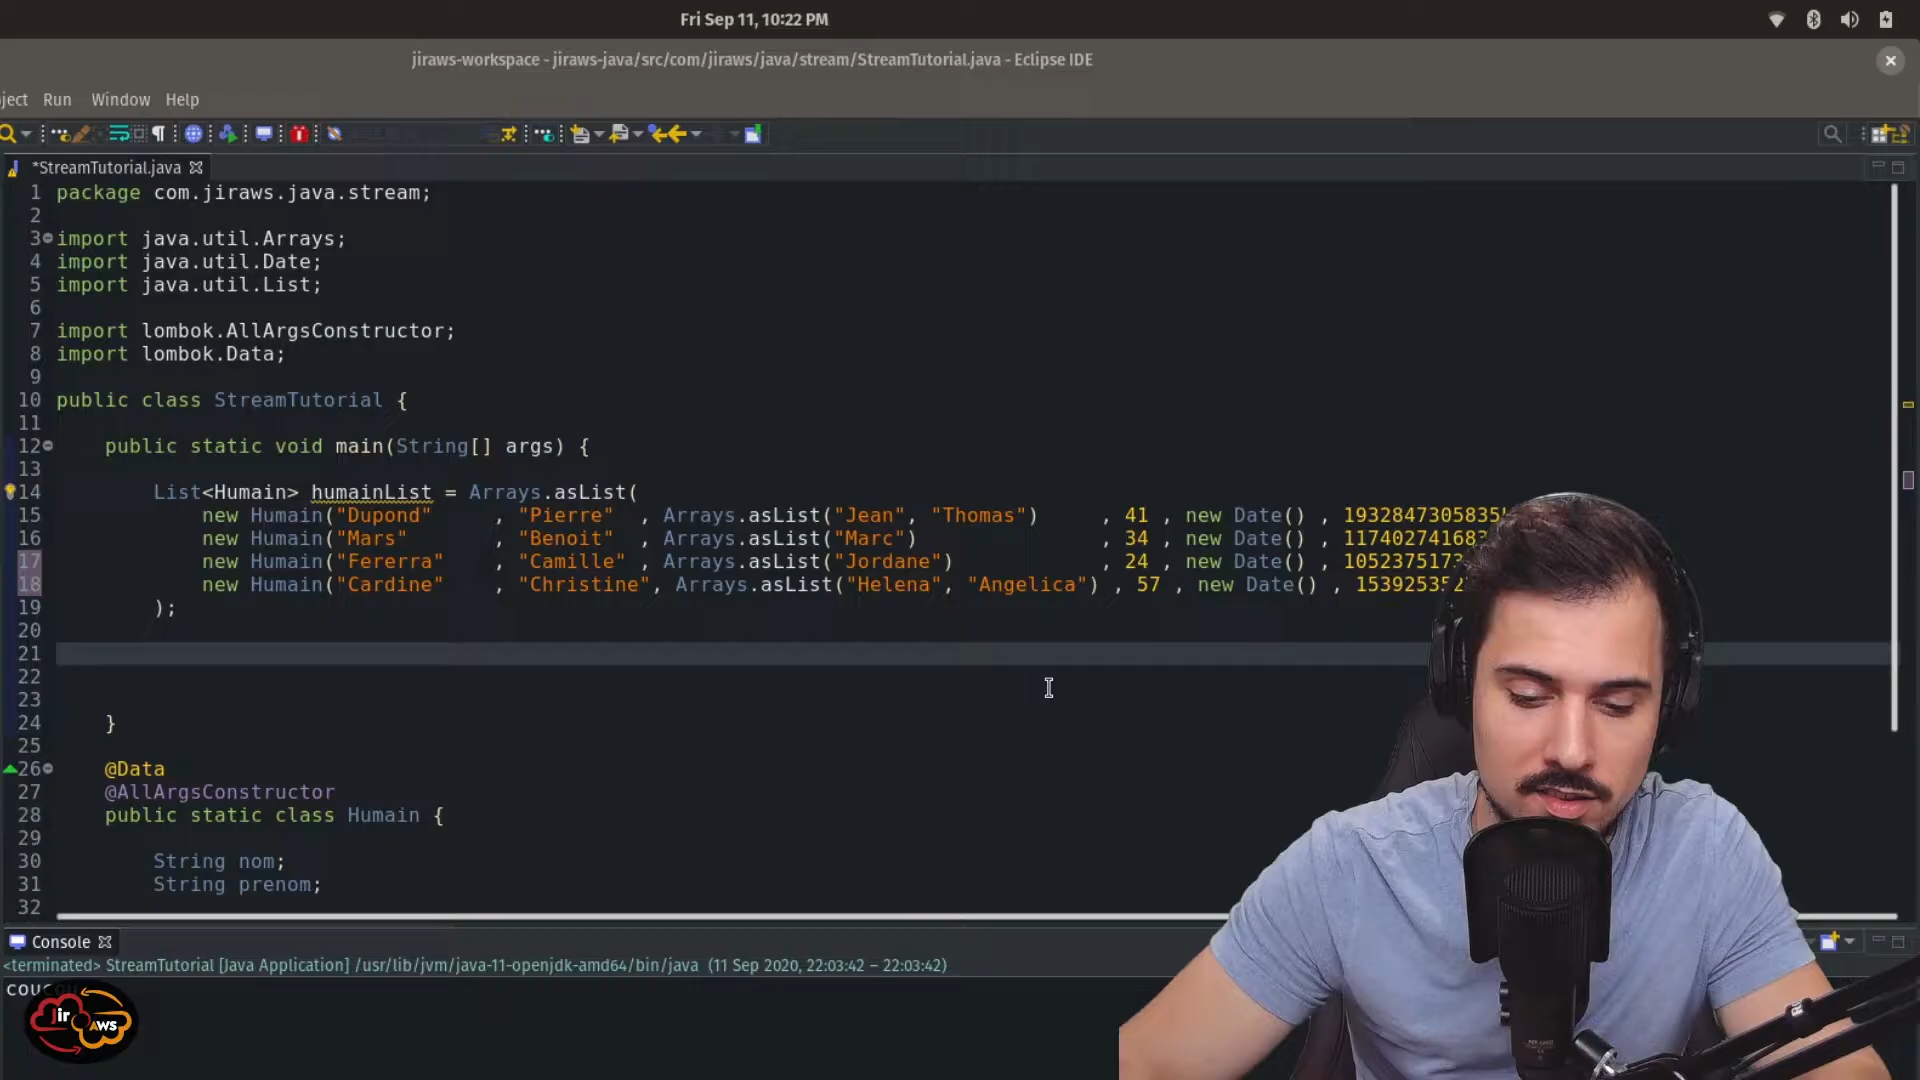 Fri Sep 11, 10:22 PM
jiraws-workspace - jiraws-java/src/com/jiraws/java/stream/StreamTutorial.java - Eclipse IDE
ject Run Window Help
*StreamTutorial.java
1 package com.jiraws.java.stream;
2
3 import java.util.Arrays;
4 import java.util.Date;
5 import java.util.List;
6
7 import lombok.AllArgsConstructor;
8 import lombok.Data;
9
10 public class StreamTutorial {
11
12 public static void main(String[] args) {
13
14 List<Humain> humainList = Arrays.asList(
15 new Humain("Dupond" , "Pierre" , Arrays.asList("Jean", "Thomas") , 41 , new Date() , 1932847305835
16 new Humain("Mars" , "Benoit" , Arrays.asList("Marc") , 34 , new Date() , 117402741683
17 new Humain("Fererra" , "Camille" , Arrays.asList("Jordane") , 24 , new Date() , 1052375173
18 new Humain("Cardine" , "Christine", Arrays.asList("Helena", "Angelica") , 57 , new Date() , 15392535
19 );
20
21
22
23
24 }
25
26 @Data
27 @AllArgsConstructor
28 public static class Humain {
29
30 String nom;
31 String prenom;
32
Console
<terminated> StreamTutorial [Java Application] /usr/lib/jvm/java-11-openjdk-amd64/bin/java (11 Sep 2020, 22:03:42 – 22:03:42)
coucou
Jir
AWS